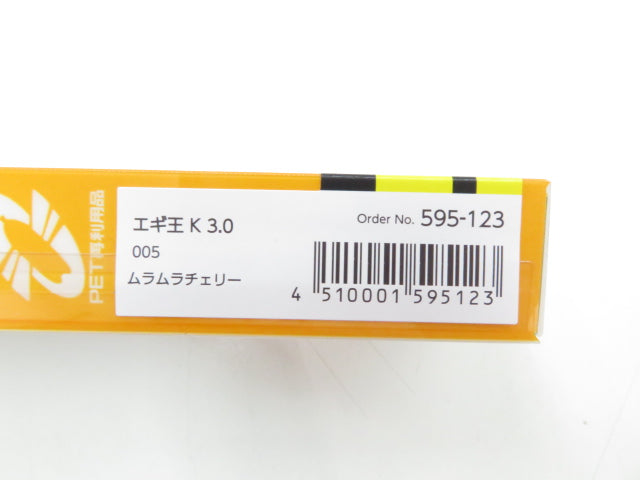 PET再利用品
エギ王 K 3.0
005
ムラムラチェリー
Order No. 595-123
4 510001 595123